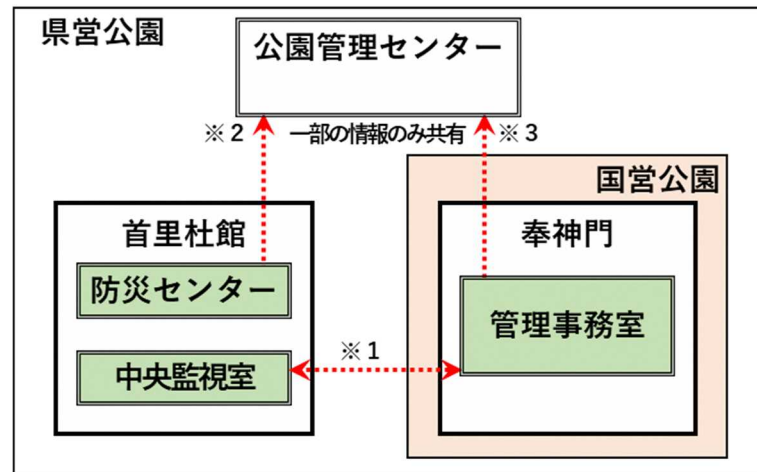 県営公園
公園管理センター
※2 一部の情報のみ共有 ※3
国営公園
首里杜館
奉神門
防災センター
管理事務室
※1
中央監視室